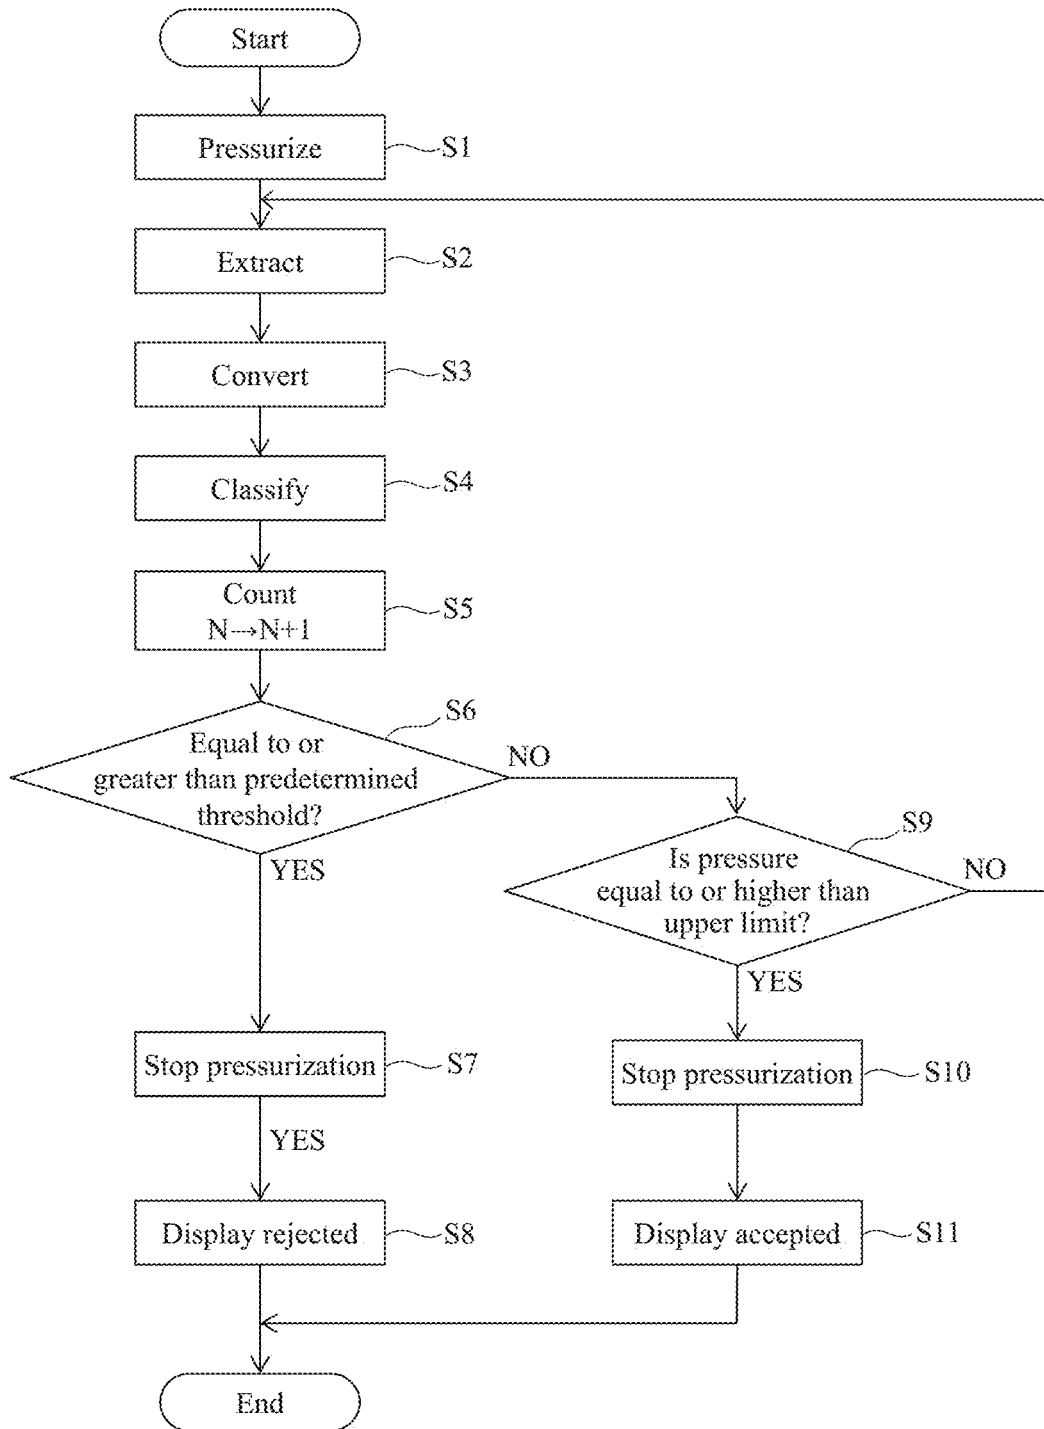 Start
Pressurize
S1
Extract
S2
Convert
S3
Classify
S4
Count
N→N+1
S5
S6
Equal to or
greater than predetermined
threshold?
NO
YES
S9
Is pressure
equal to or higher than
upper limit?
NO
YES
Stop pressurization
S7
Stop pressurization
S10
YES
Display rejected
S8
Display accepted
S11
End